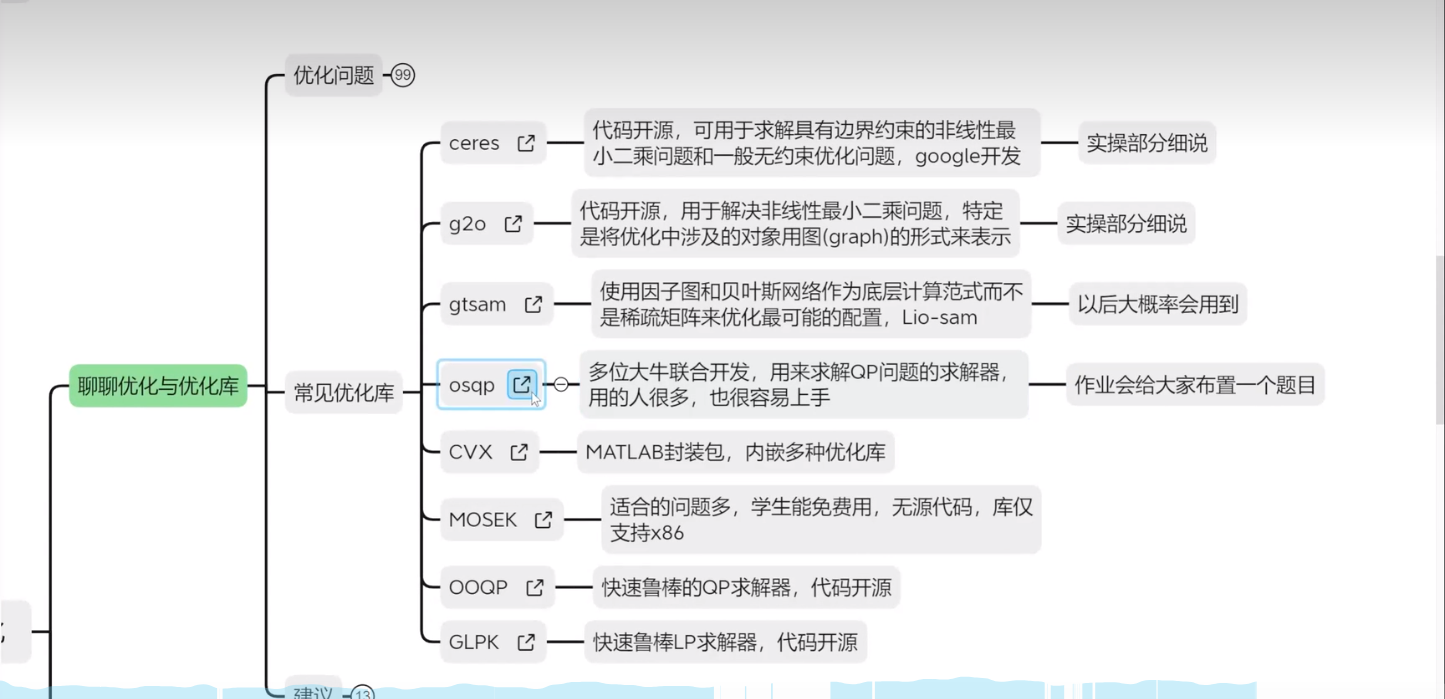 优化问题
99
ceres
代码开源，可用于求解具有边界约束的非线性最
小二乘问题和一般无约束优化问题，google开发
实操部分细说
g2o
代码开源，用于解决非线性最小二乘问题，特定
是将优化中涉及的对象用图(graph)的形式来表示
实操部分细说
gtsam
使用因子图和贝叶斯网络作为底层计算范式而不
是稀疏矩阵来优化最可能的配置，Lio-sam
以后大概率会用到
聊聊优化与优化库
常见优化库
osqp
多位大牛联合开发，用来求解QP问题的求解器，
用的人很多，也很容易上手
作业会给大家布置一个题目
CVX
MATLAB封装包，内嵌多种优化库
MOSEK
适合的问题多，学生能免费用，无源代码，库仅
支持x86
OOQP
快速鲁棒的QP求解器，代码开源
GLPK
快速鲁棒LP求解器，代码开源
建议
13